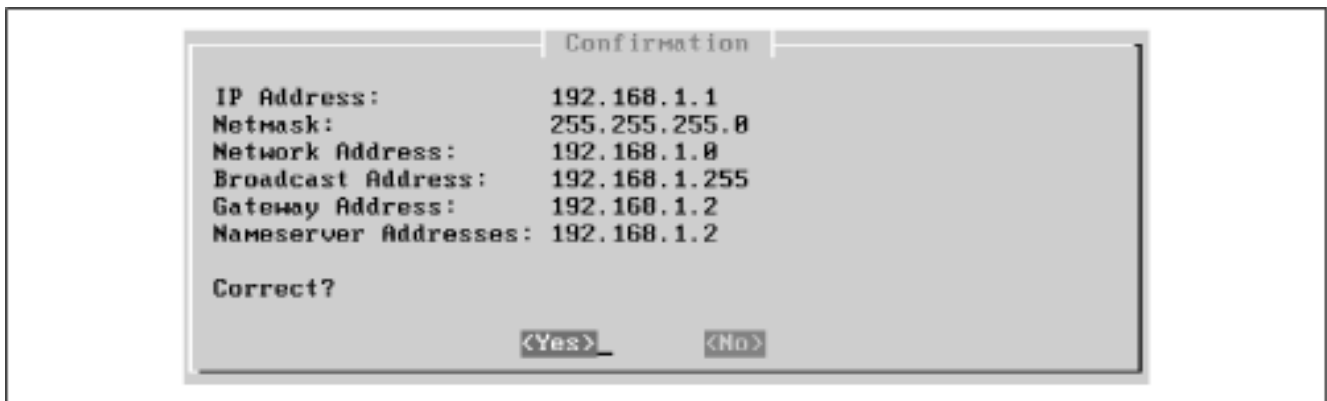 Confirmation
IP Address: 192.168.1.1
Netmask: 255.255.255.0
Network Address: 192.168.1.0
Broadcast Address: 192.168.1.255
Gateway Address: 192.168.1.2
Nameserver Addresses: 192.168.1.2
Correct?
<Yes> <No>